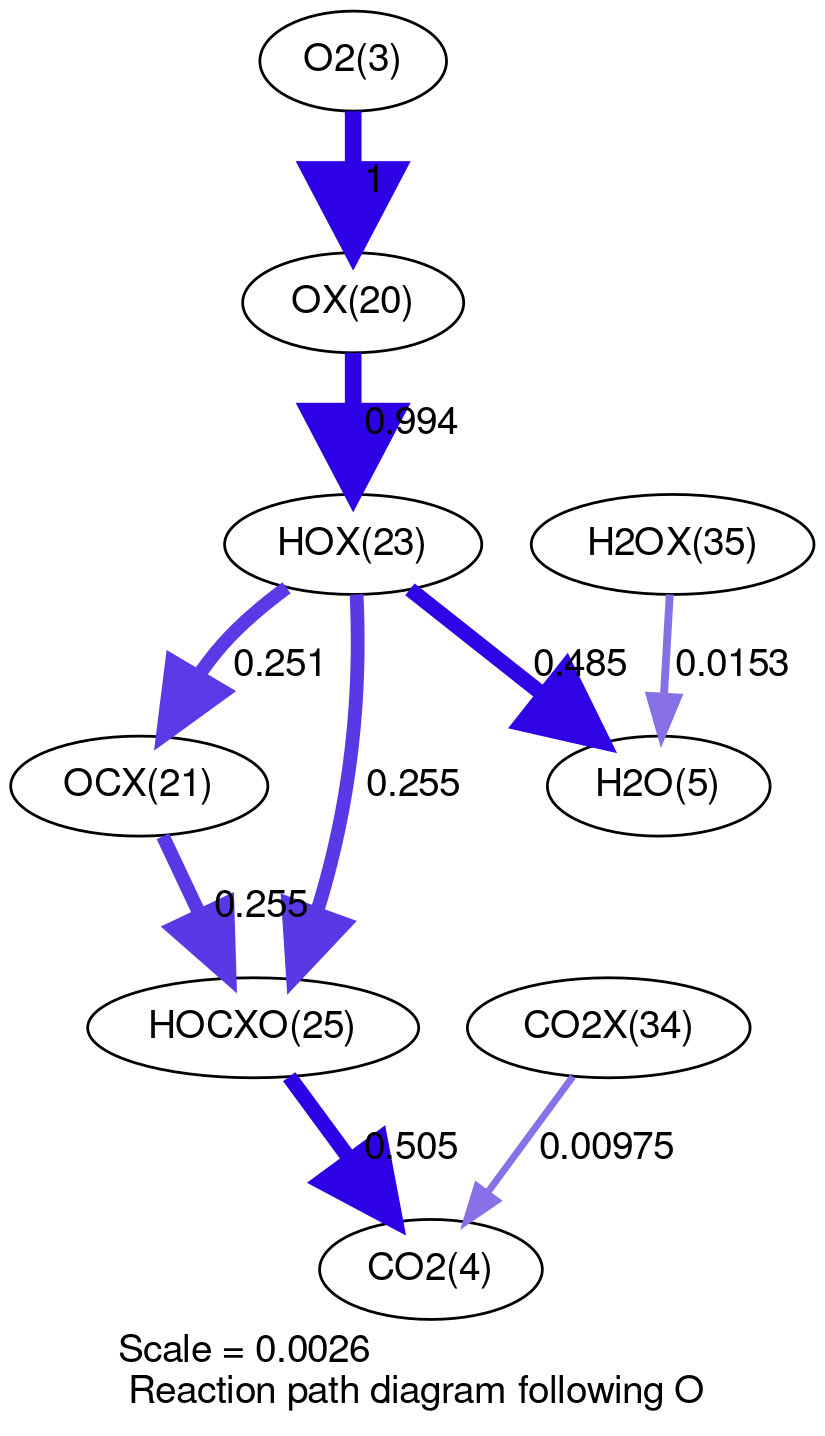 O2(3)
1
OX(20)
0.994
HOX(23)
H2OX(35)
0.251
0.485
0.0153
OCX(21)
0.255
H2O(5)
0.255
HOCXO(25)
CO2X(34)
0.505
0.00975
CO2(4)
Scale = 0.0026
Reaction path diagram following O